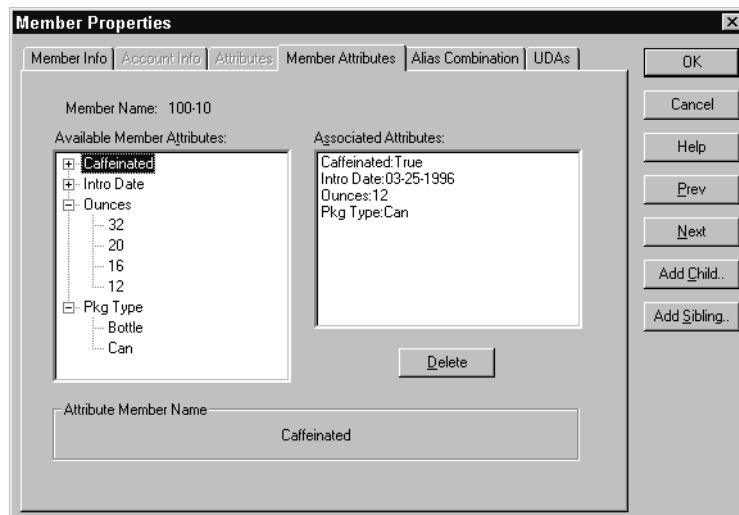 Member Properties
Member Info Account Info Attributes Member Attributes Alias Combination UDAs
OK
Member Name: 100-10
Cancel
Available Member Attributes:
Associated Attributes:
Help
Caffeinated
Intro Date
Ounces
32
20
16
12
Pkg Type
Bottle
Can
Caffeinated:True
Intro Date:03-25-1996
Ounces:12
Pkg Type:Can
Prev
Next
Add Child..
Add Sibling..
Delete
Attribute Member Name
Caffeinated